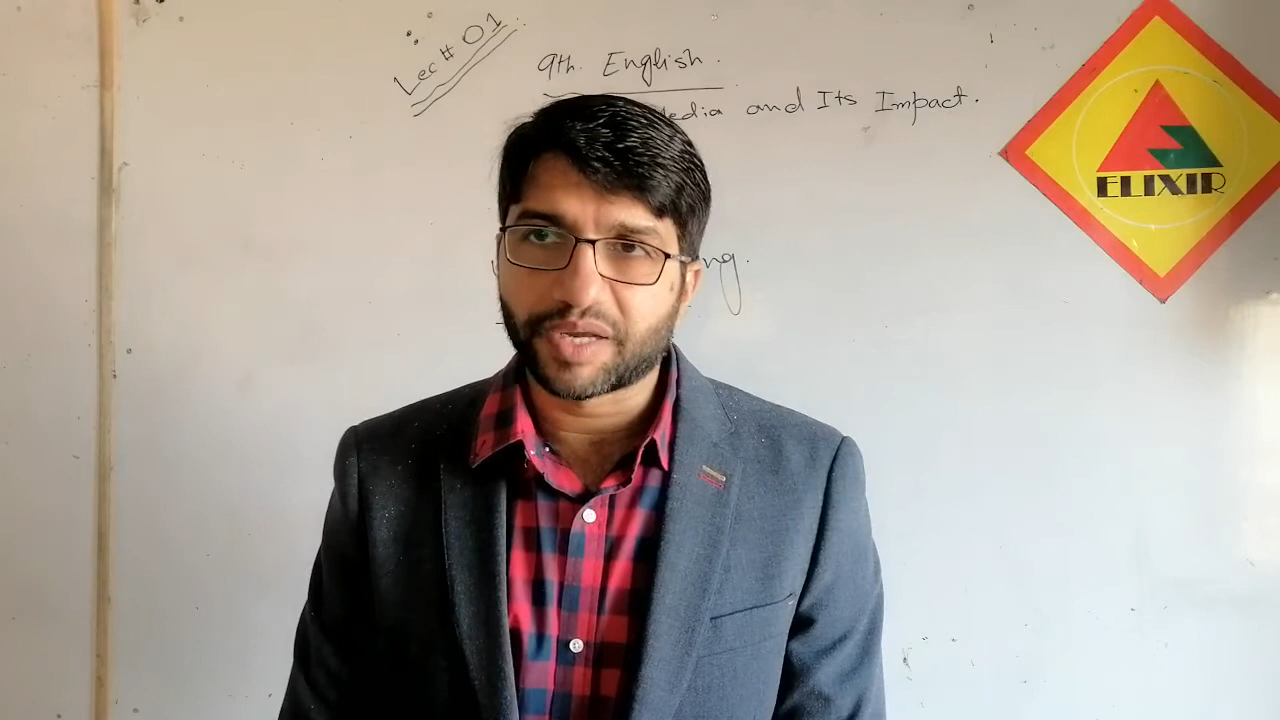 Lec # 01
9th. English.
and Its Impact.
ELIXIR